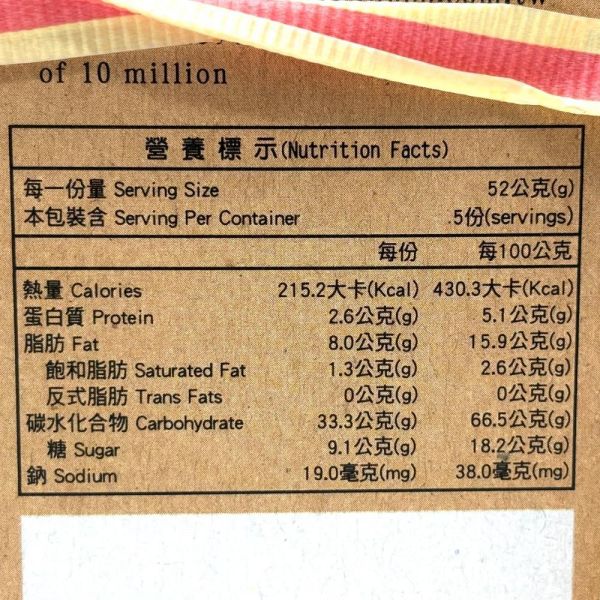 of 10 million
營養標示(Nutrition Facts)
每一份量 Serving Size 52公克(g)
本包裝含 Serving Per Container 5份(servings)
每份 每100公克
熱量 Calories 215.2大卡(Kcal) 430.3大卡(Kcal)
蛋白質 Protein 2.6公克(g) 5.1公克(g)
脂肪 Fat 8.0公克(g) 15.9公克(g)
飽和脂肪 Saturated Fat 1.3公克(g) 2.6公克(g)
反式脂肪 Trans Fats 0公克(g) 0公克(g)
碳水化合物 Carbohydrate 33.3公克(g) 66.5公克(g)
糖 Sugar 9.1公克(g) 18.2公克(g)
鈉 Sodium 19.0毫克(mg) 38.0毫克(mg)